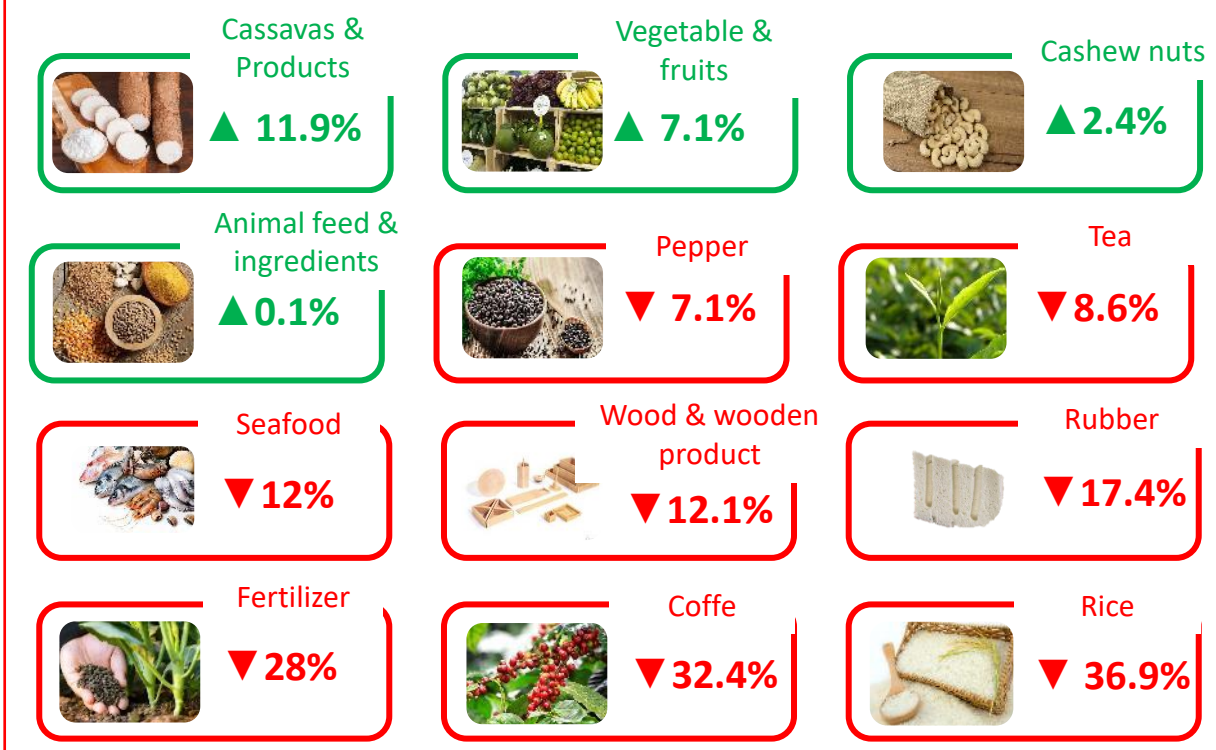 Cassavas &
Products
▲ 11.9%
Vegetable &
fruits
▲ 7.1%
Cashew nuts
▲ 2.4%
Animal feed &
ingredients
▲ 0.1%
Pepper
▼ 7.1%
Tea
▼ 8.6%
Seafood
▼ 12%
Wood & wooden
product
▼ 12.1%
Rubber
▼ 17.4%
Fertilizer
▼ 28%
Coffe
▼ 32.4%
Rice
▼ 36.9%